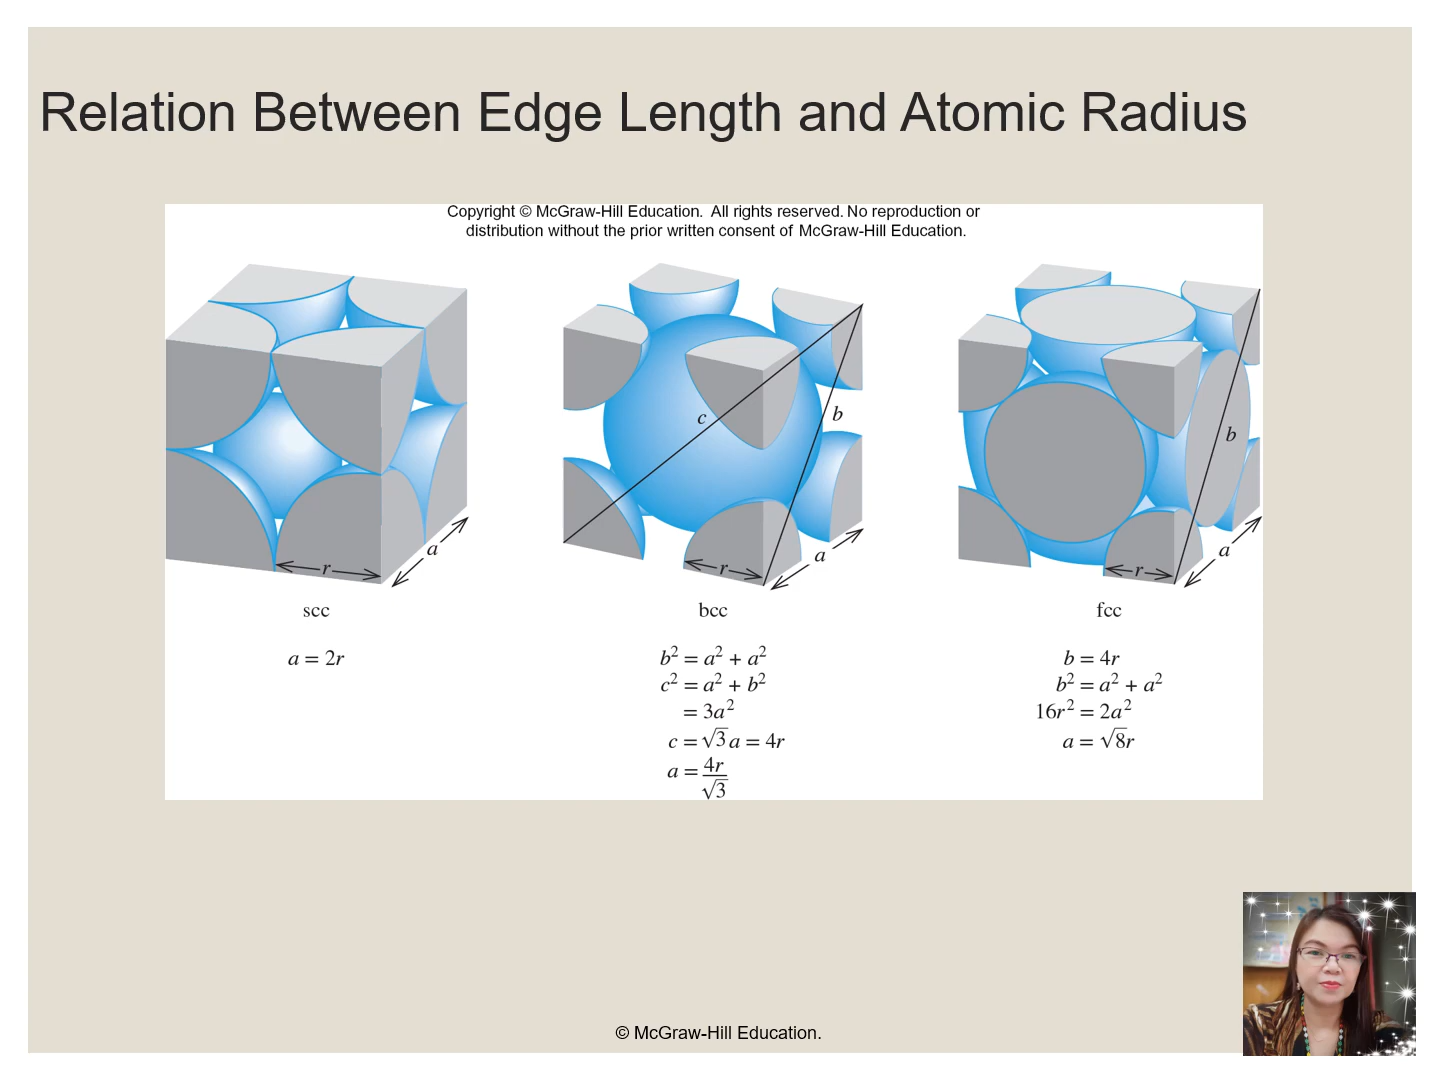 Relation Between Edge Length and Atomic Radius
Copyright © McGraw-Hill Education. All rights reserved. No reproduction or
distribution without the prior written consent of McGraw-Hill Education.
c
b
b
r
a
r
a
r
a
scc
bcc
fcc
a = 2r
b² = a² + a²
c² = a² + b²
= 3a²
c = √3a = 4r
a = 4r/√3
b = 4r
b² = a² + a²
16r² = 2a²
a = √8r
© McGraw-Hill Education.